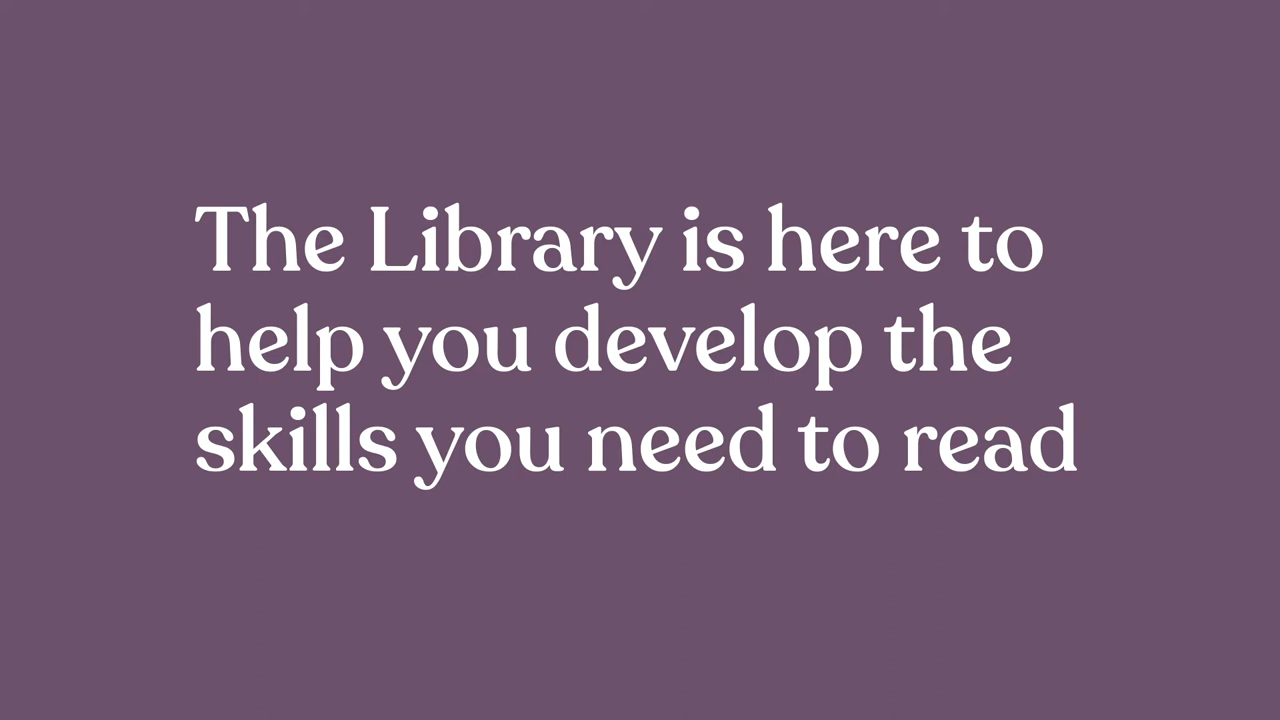 The Library is here to
help you develop the
skills you need to read